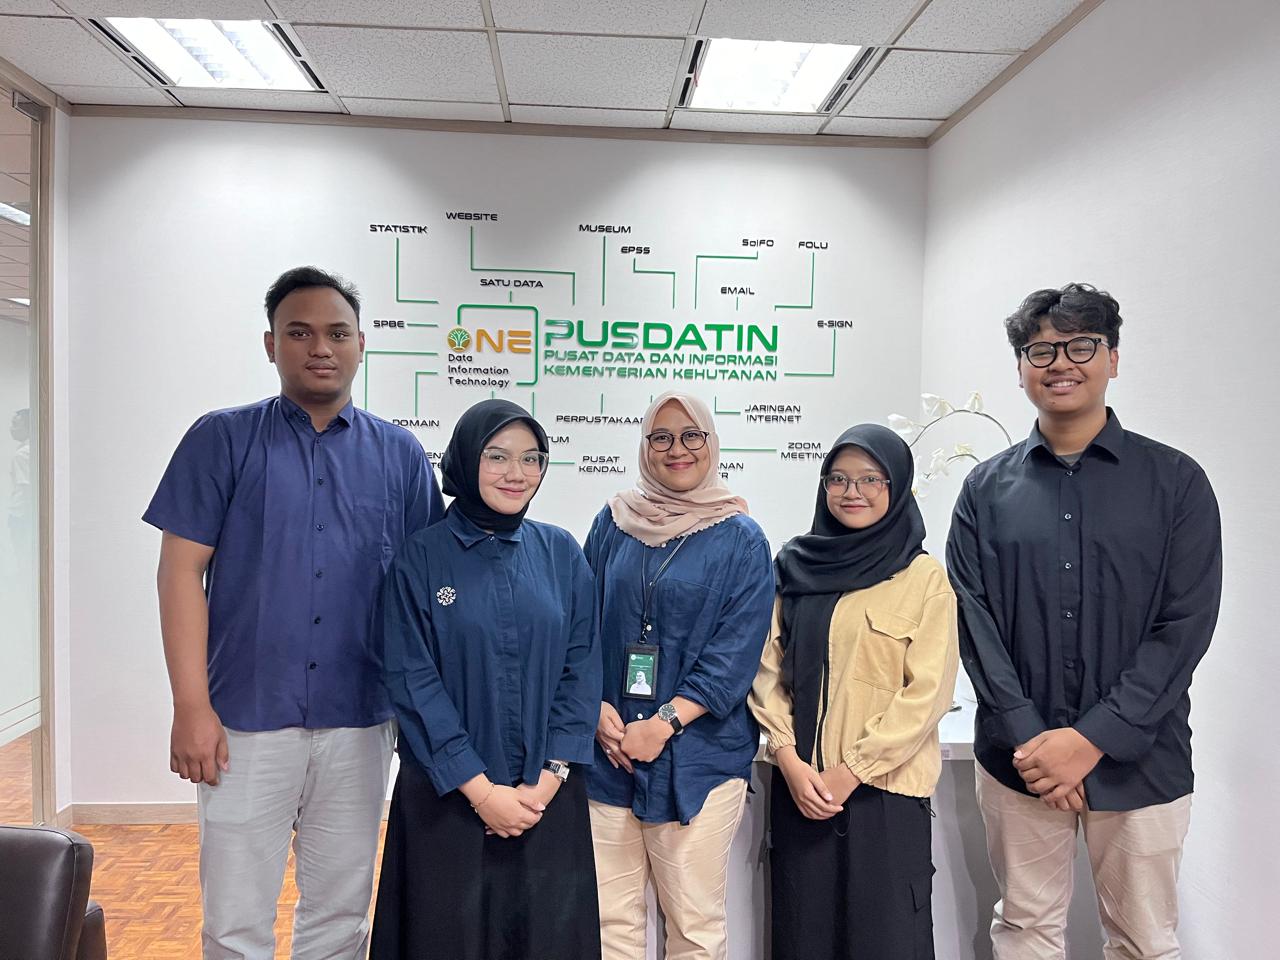 WEBSITE
STATISTIK
MUSEUM
EPSS
SoIFO
FOLU
SATU DATA
EMAIL
SPBE
E-SIGN
ONE
Data
Information
Technology
PUSDATIN
PUSAT DATA DAN INFORMASI
KEMENTERIAN KEHUTANAN
DOMAIN
PERPUSTAKAA
JARINGAN
INTERNET
PUSAT
KENDALI
ZOOM
MEETING